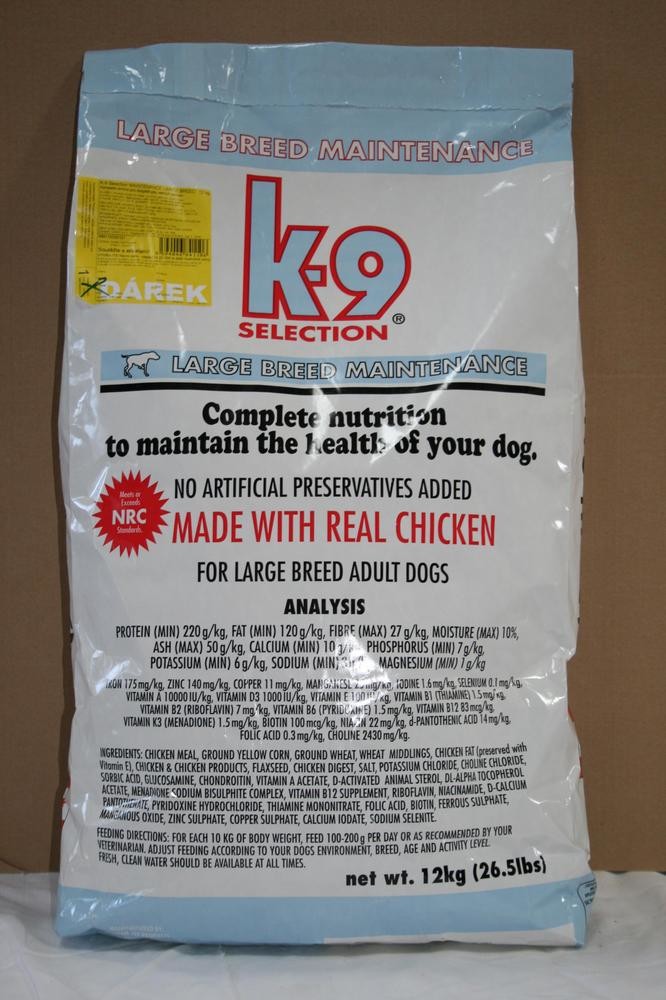 LARGE BREED MAINTENANCE
DÁREK
k-9
SELECTION®
LARGE BREED MAINTENANCE
Complete nutrition
to maintain the health of your dog.
Meets or
Exceeds
NRC
Standards.
NO ARTIFICIAL PRESERVATIVES ADDED
MADE WITH REAL CHICKEN
FOR LARGE BREED ADULT DOGS
ANALYSIS
PROTEIN (MIN) 220 g/kg, FAT (MIN) 120 g/kg, FIBRE (MAX) 27 g/kg, MOISTURE (MAX) 10%,
ASH (MAX) 50 g/kg, CALCIUM (MIN) 10 g/kg, PHOSPHORUS (MIN) 7 g/kg,
POTASSIUM (MIN) 6 g/kg, SODIUM (MIN) MAGNESIUM (MIN) 1 g/kg
IRON 175 mg/kg, ZINC 140 mg/kg, COPPER 11 mg/kg, MANGANESE IODINE 1.6 mg/kg, SELENIUM 0.1 mg/kg,
VITAMIN A 10000 IU/kg, VITAMIN D3 1000 IU/kg, VITAMIN E 100 IU/kg, VITAMIN B1 (THIAMINE) 1.5 mg/kg,
VITAMIN B2 (RIBOFLAVIN) 7 mg/kg, VITAMIN B6 (PYRIDOXINE) 1.5 mg/kg, VITAMIN B12 83 mcg/kg,
VITAMIN K3 (MENADIONE) 1.5 mg/kg, BIOTIN 100 mcg/kg, NIACIN 22 mg/kg, d-PANTOTHENIC ACID 14 mg/kg,
FOLIC ACID 0.3 mg/kg, CHOLINE 2430 mg/kg.
INGREDIENTS: CHICKEN MEAL, GROUND YELLOW CORN, GROUND WHEAT, WHEAT MIDDLINGS, CHICKEN FAT (preserved with
Vitamin E), CHICKEN & CHICKEN PRODUCTS, FLAXSEED, CHICKEN DIGEST, SALT, POTASSIUM CHLORIDE, CHOLINE CHLORIDE,
SORBIC ACID, GLUCOSAMINE, CHONDROITIN, VITAMIN A ACETATE, D-ACTIVATED ANIMAL STEROL, DL-ALPHA TOCOPHEROL
ACETATE, MENADIONE SODIUM BISULPHITE COMPLEX, VITAMIN B12 SUPPLEMENT, RIBOFLAVIN, NIACINAMIDE, D-CALCIUM
PANTOTHENATE, PYRIDOXINE HYDROCHLORIDE, THIAMINE MONONITRATE, FOLIC ACID, BIOTIN, FERROUS SULPHATE,
MANGANOUS OXIDE, ZINC SULPHATE, COPPER SULPHATE, CALCIUM IODATE, SODIUM SELENITE.
FEEDING DIRECTIONS: FOR EACH 10 KG OF BODY WEIGHT, FEED 100-200 g PER DAY OR AS RECOMMENDED BY YOUR
VETERINARIAN. ADJUST FEEDING ACCORDING TO YOUR DOGS ENVIRONMENT, BREED, AGE AND ACTIVITY LEVEL.
FRESH, CLEAN WATER SHOULD BE AVAILABLE AT ALL TIMES.
net wt. 12kg (26.5lbs)